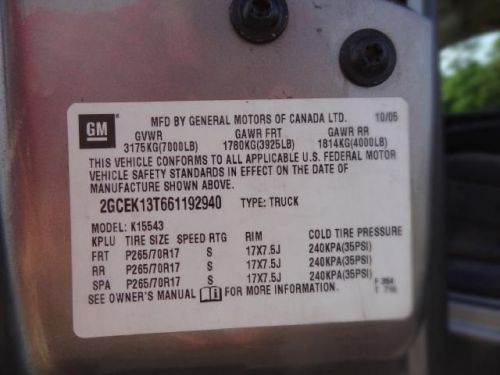 GM
MFD BY GENERAL MOTORS OF CANADA LTD. 10/05
GVWR GAWR FRT GAWR RR
3175KG(7000LB) 1780KG(3925LB) 1814KG(4000LB)
THIS VEHICLE CONFORMS TO ALL APPLICABLE U.S. FEDERAL MOTOR
VEHICLE SAFETY STANDARDS IN EFFECT ON THE DATE OF
MANUFACTURE SHOWN ABOVE.
2GCEK13T661192940 TYPE: TRUCK
MODEL: K15543
KPLU TIRE SIZE SPEED RTG RIM COLD TIRE PRESSURE
FRT P265/70R17 S 17X7.5J 240KPA(35PSI)
RR P265/70R17 S 17X7.5J 240KPA(35PSI)
SPA P265/70R17 S 17X7.5J 240KPA(35PSI)
SEE OWNER'S MANUAL FOR MORE INFORMATION.